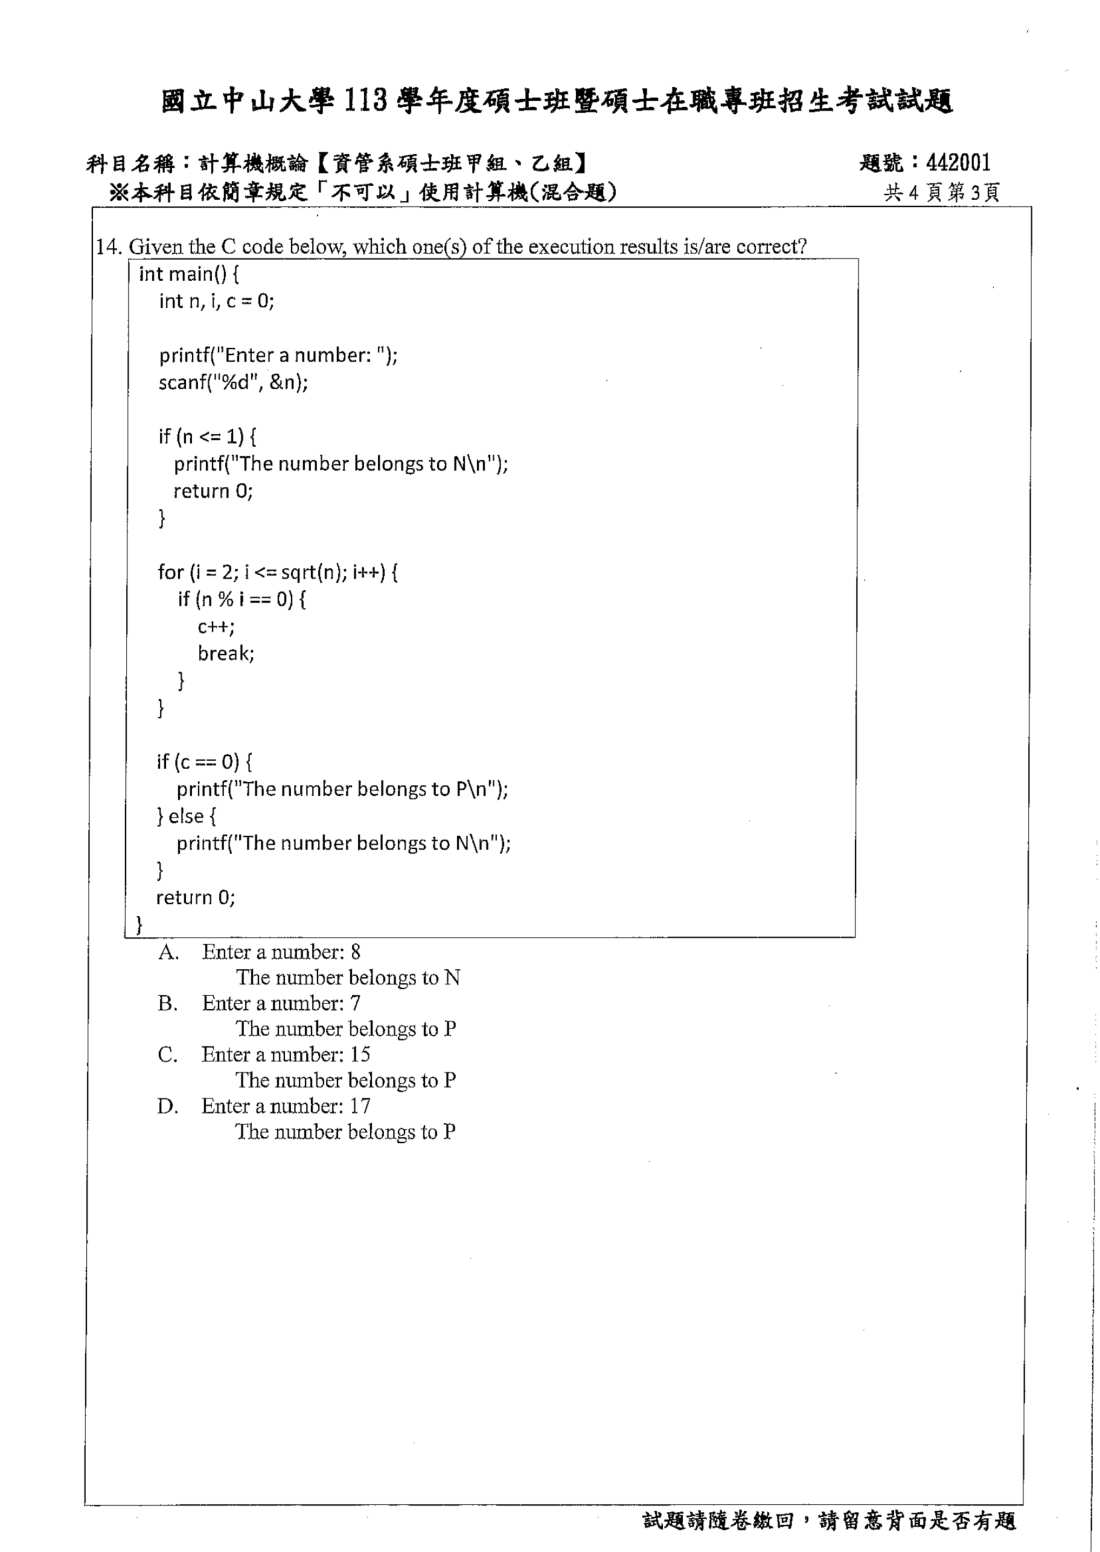 國立中山大學 113 學年度碩士班暨碩士在職專班招生考試試題
科目名稱：計算機概論【資管系碩士班甲組、乙組】 題號：442001
※本科目依簡章規定「不可以」使用計算機(混合題) 共 4 頁第 3 頁
14. Given the C code below, which one(s) of the execution results is/are correct?
int main() {
int n, i, c = 0;
printf("Enter a number: ");
scanf("%d", &n);
if (n <= 1) {
printf("The number belongs to N\n");
return 0;
}
for (i = 2; i <= sqrt(n); i++) {
if (n % i == 0) {
c++;
break;
}
}
if (c == 0) {
printf("The number belongs to P\n");
} else {
printf("The number belongs to N\n");
}
return 0;
}
A. Enter a number: 8
The number belongs to N
B. Enter a number: 7
The number belongs to P
C. Enter a number: 15
The number belongs to P
D. Enter a number: 17
The number belongs to P
試題請隨卷繳回，請留意背面是否有題